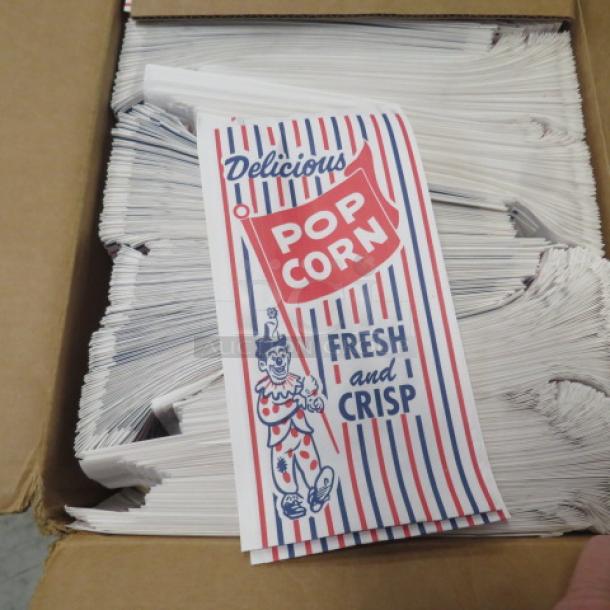 Delicious
POP
CORN
FRESH
and
CRISP